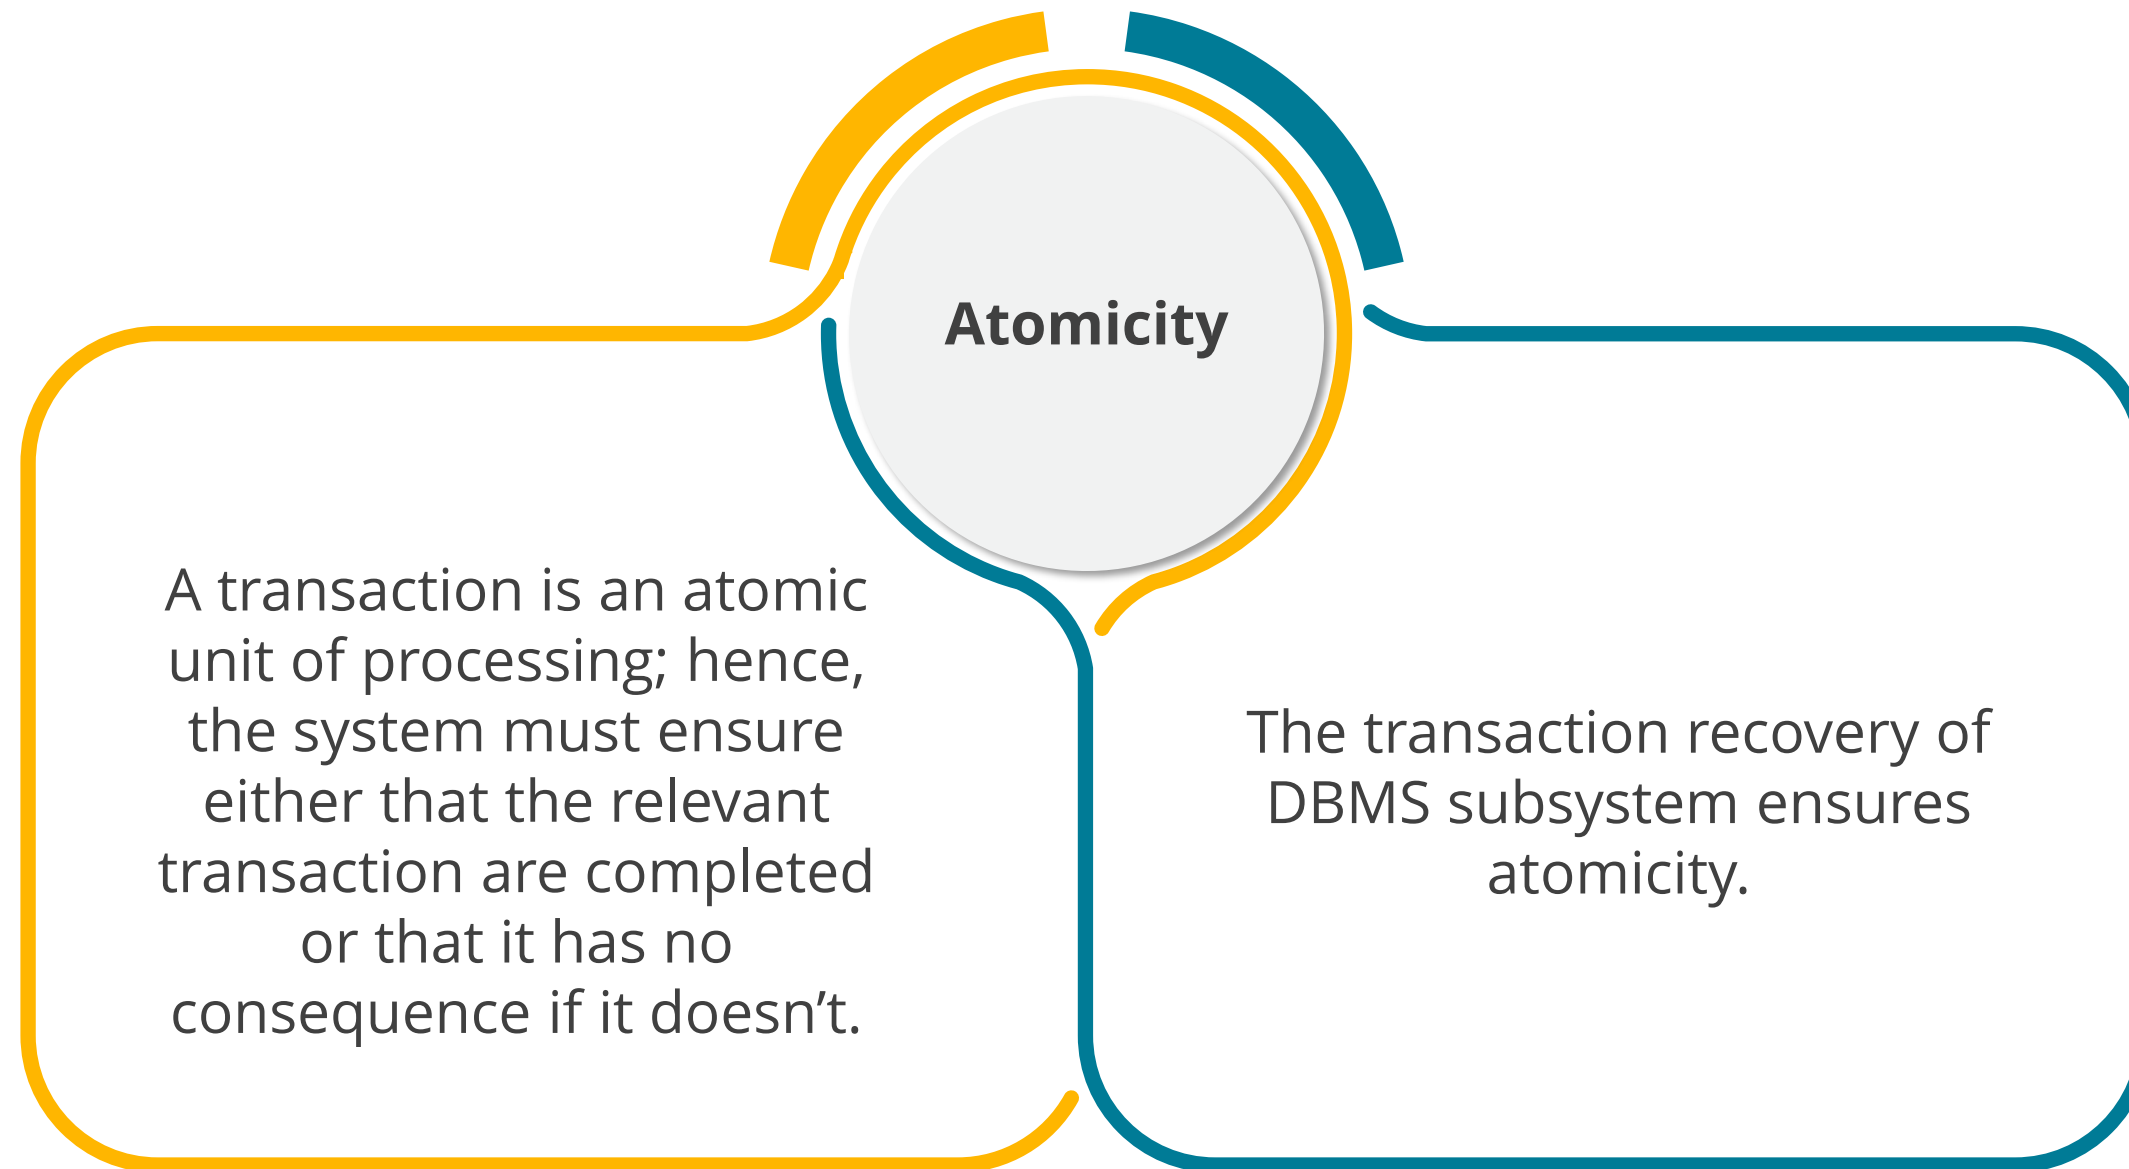 Atomicity
A transaction is an atomic
unit of processing; hence,
the system must ensure
either that the relevant
transaction are completed
or that it has no
consequence if it doesn’t.
The transaction recovery of
DBMS subsystem ensures
atomicity.